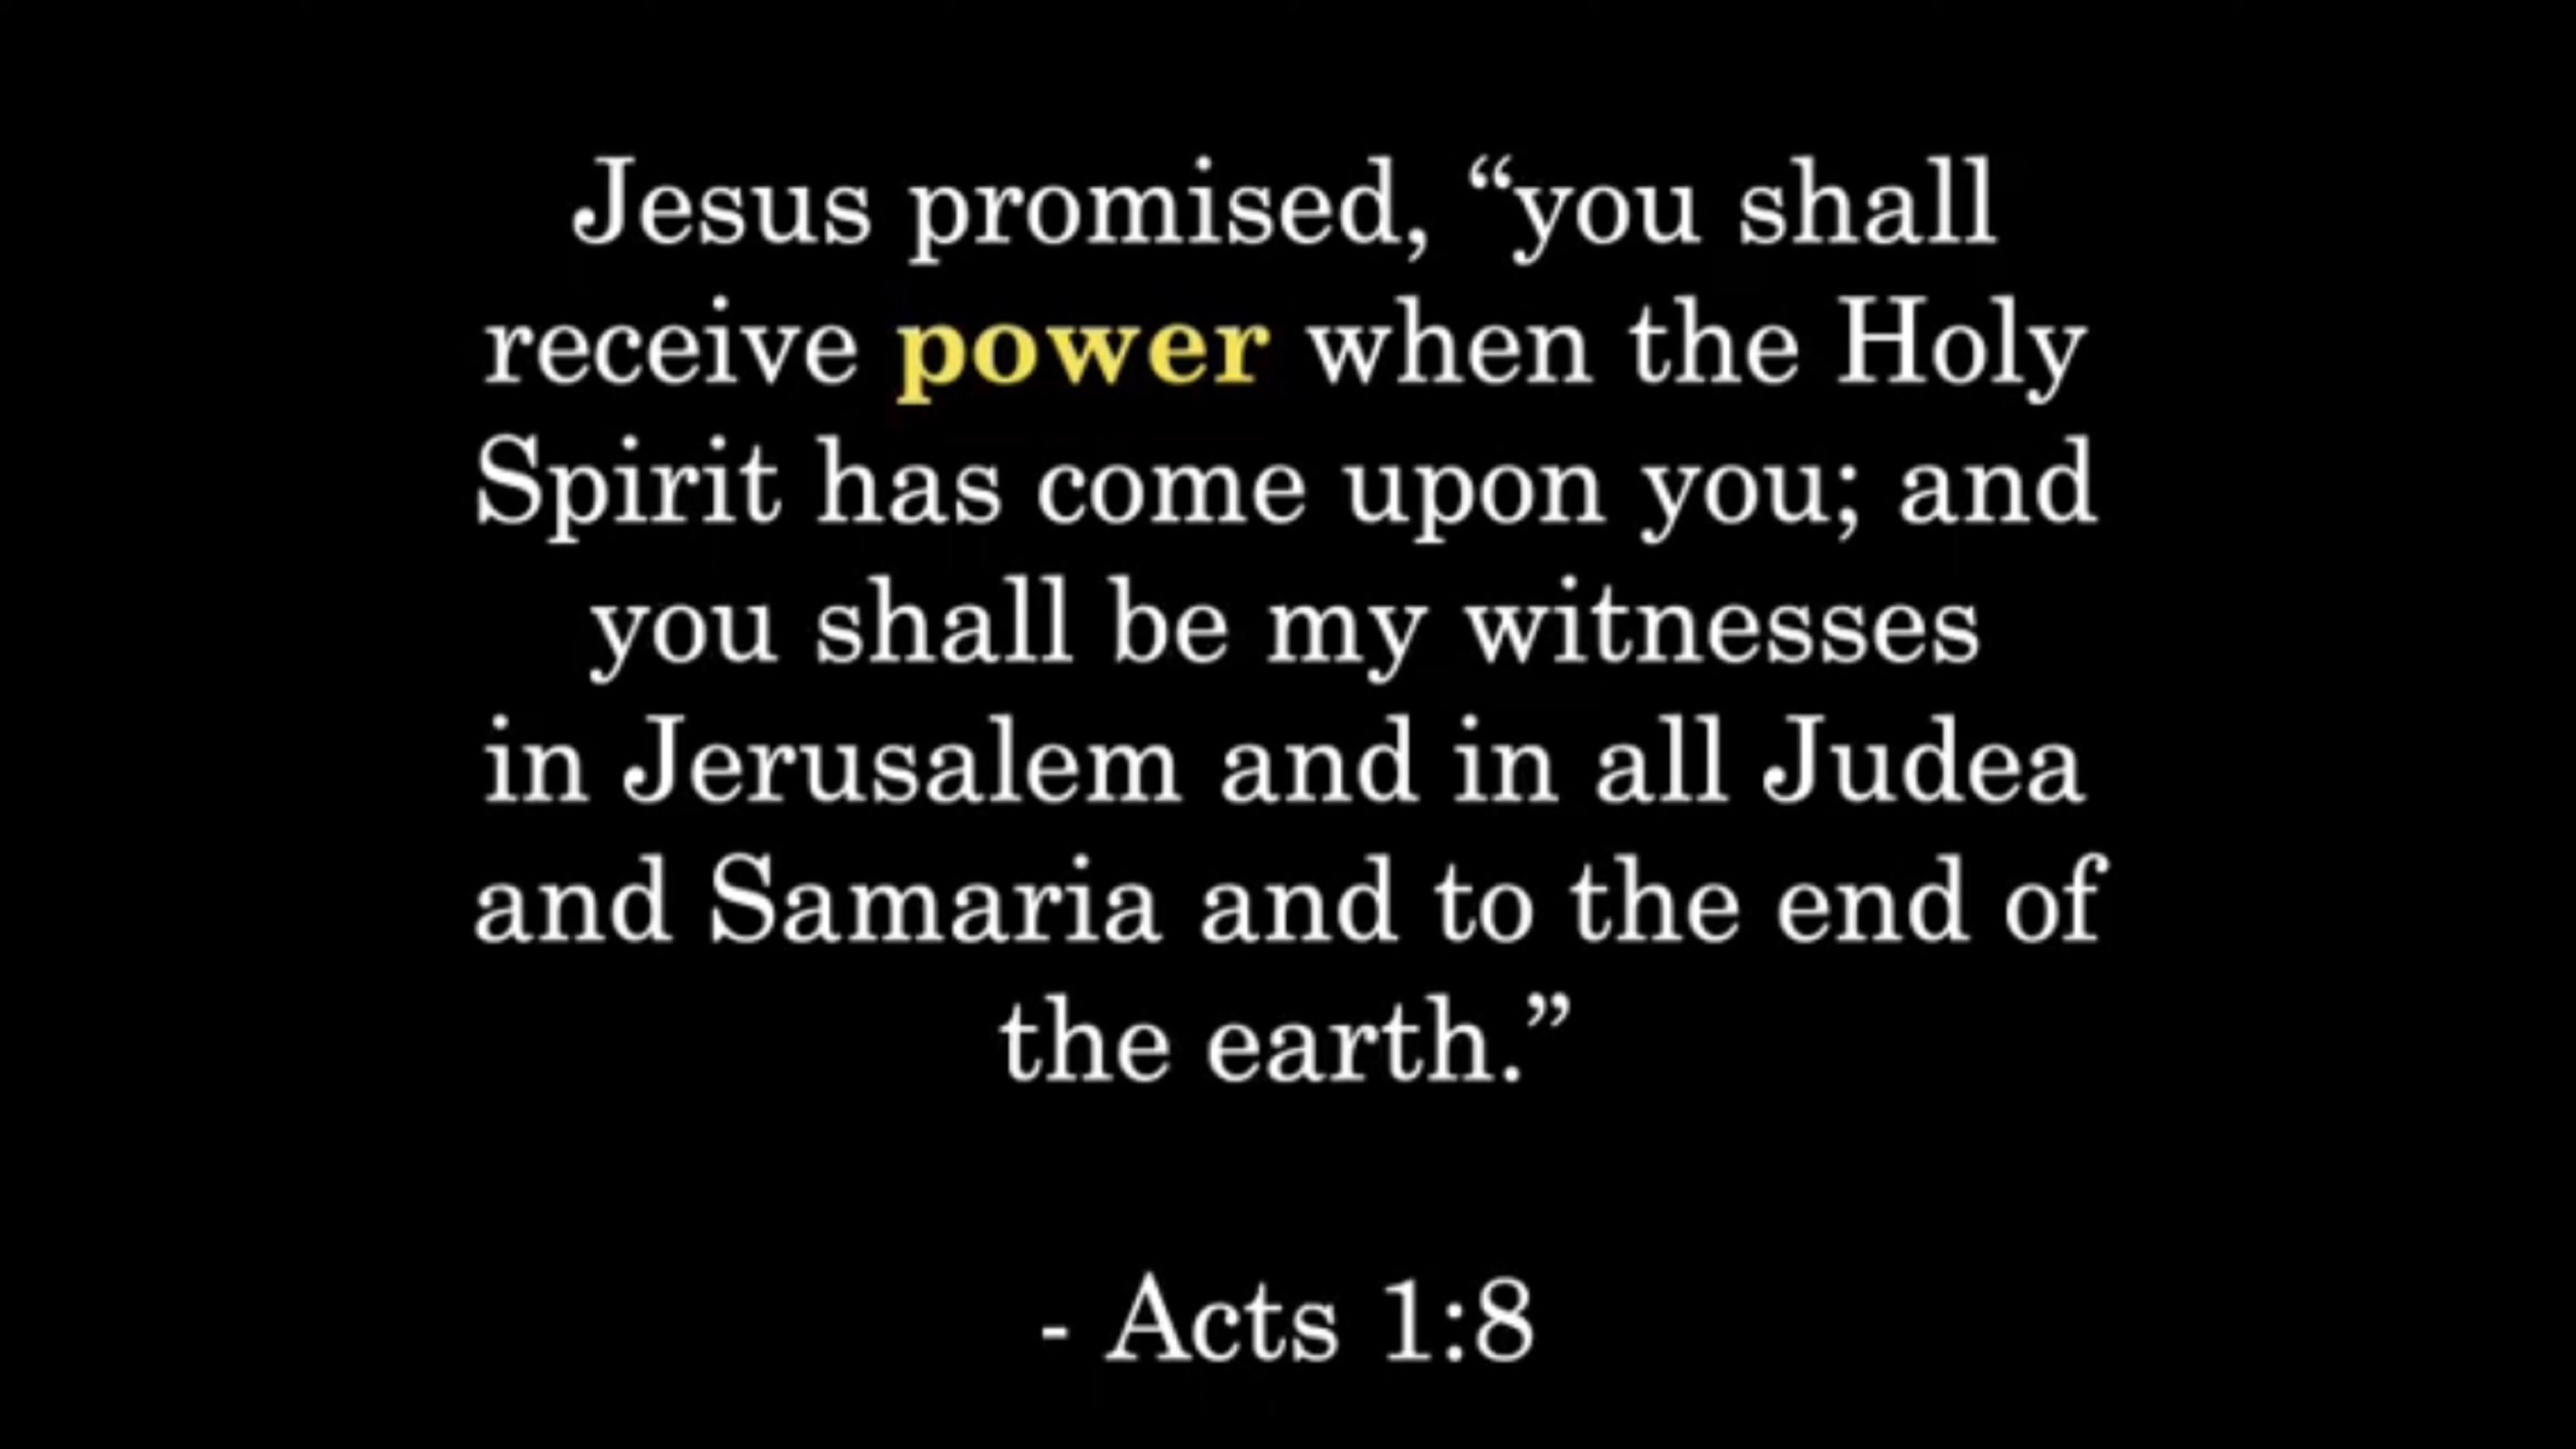 Jesus promised, “you shall
receive power when the Holy
Spirit has come upon you; and
you shall be my witnesses
in Jerusalem and in all Judea
and Samaria and to the end of
the earth.”
- Acts 1:8